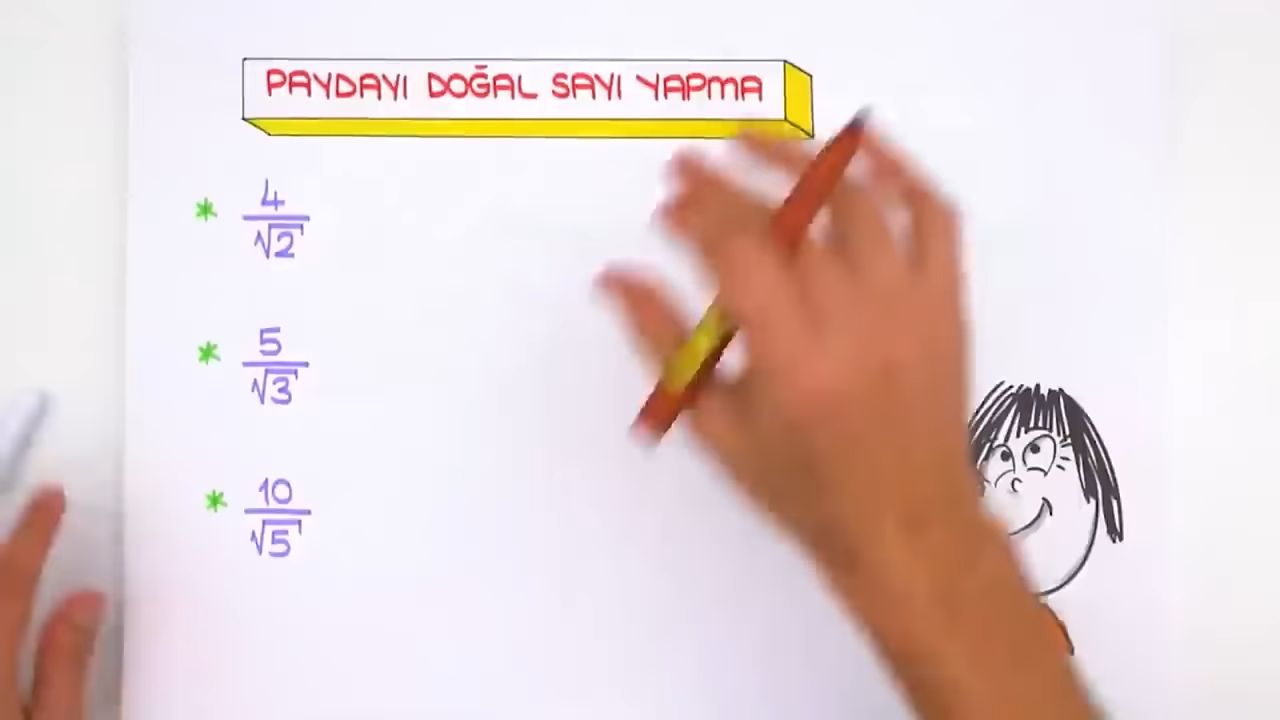 PAYDAYI DOĞAL SAYI YAPMA
* 4/√2
* 5/√3
* 10/√5